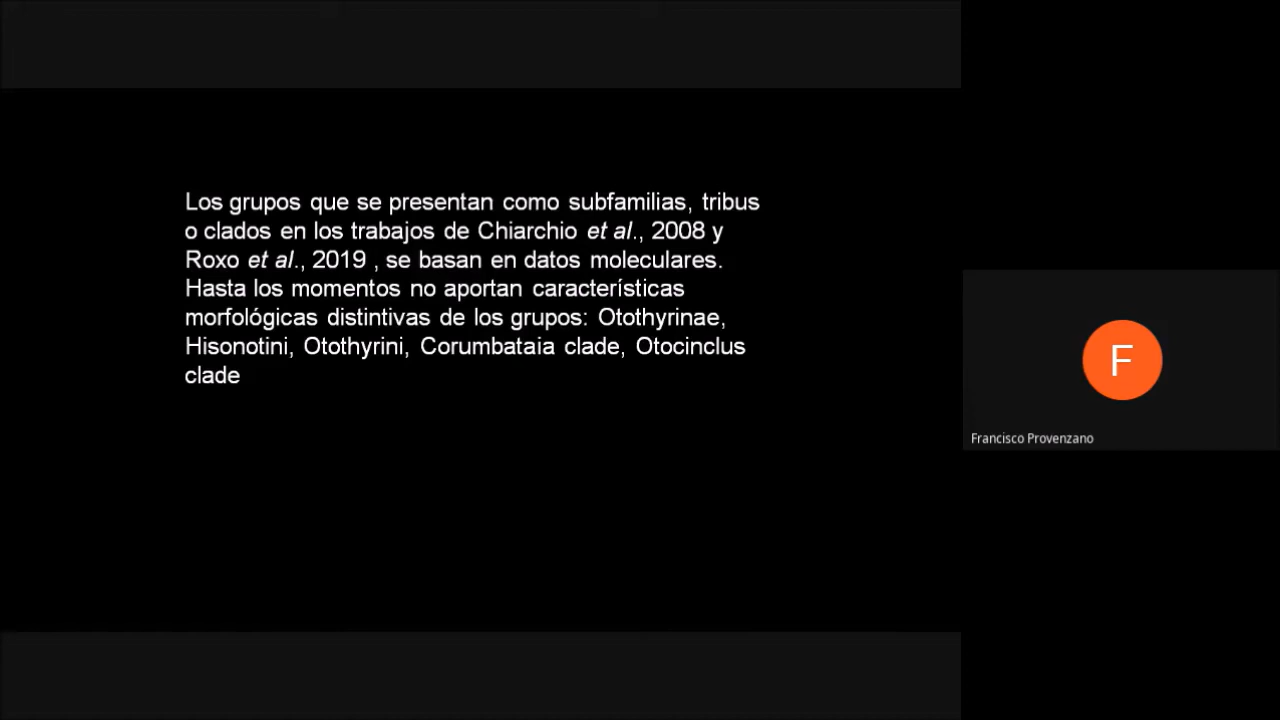 Los grupos que se presentan como subfamilias, tribus
o clados en los trabajos de Chiarchio et al., 2008 y
Roxo et al., 2019 , se basan en datos moleculares.
Hasta los momentos no aportan características
morfológicas distintivas de los grupos: Otothyrinae,
Hisonotini, Otothyrini, Corumbataia clade, Otocinclus
clade
F
Francisco Provenzano